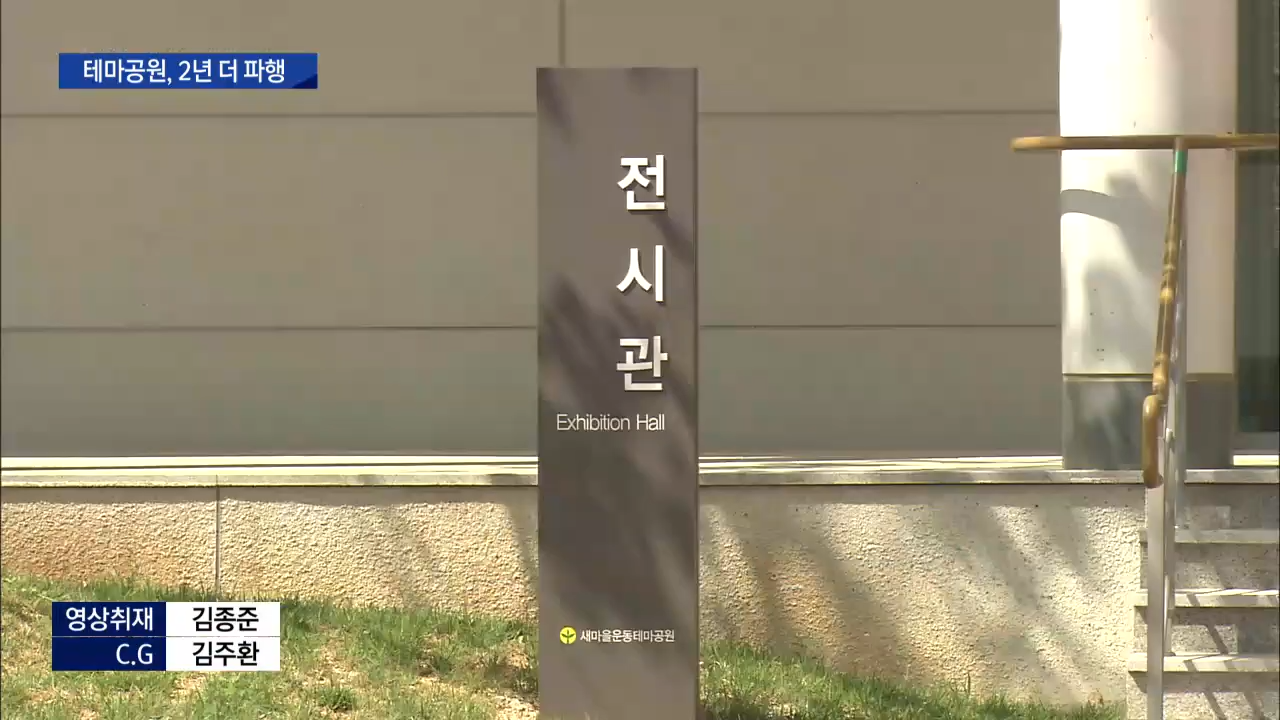 테마공원, 2년 더 파행
전
시
관
Exhibition Hall
새마을운동테마공원
영상취재 김종준
C.G 김주환